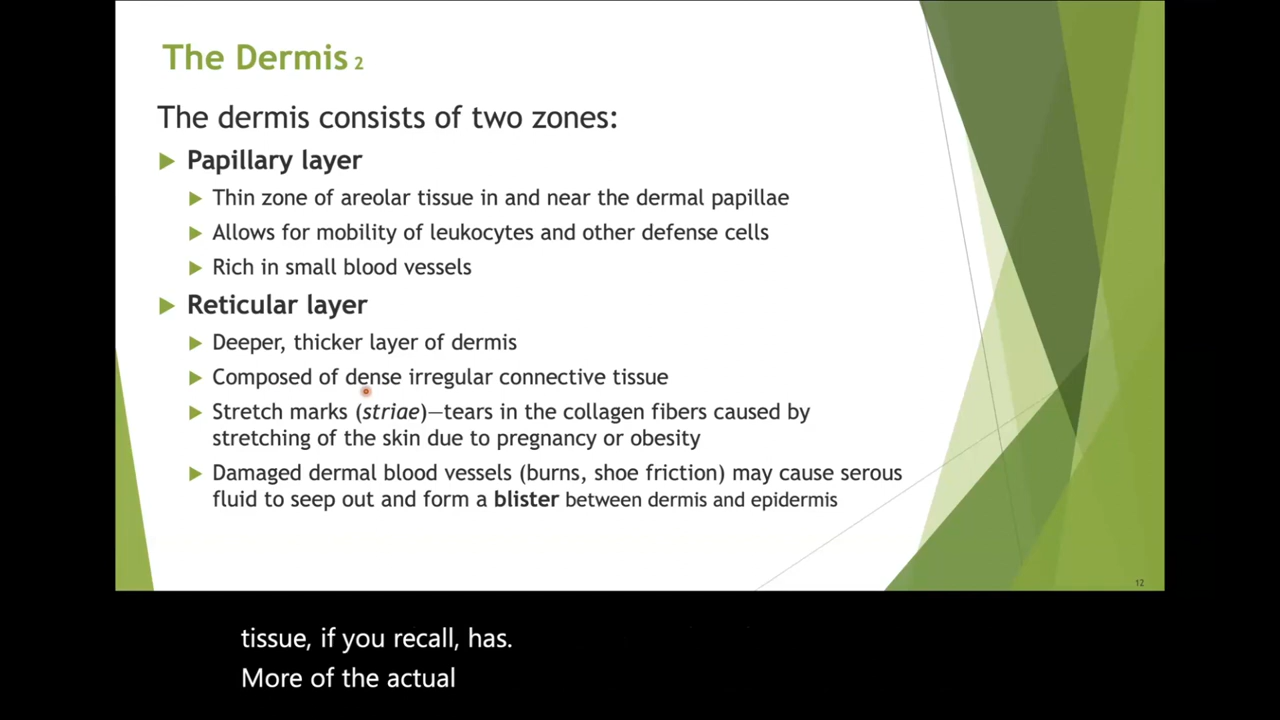 The Dermis 2
The dermis consists of two zones:
Papillary layer
Thin zone of areolar tissue in and near the dermal papillae
Allows for mobility of leukocytes and other defense cells
Rich in small blood vessels
Reticular layer
Deeper, thicker layer of dermis
Composed of dense irregular connective tissue
Stretch marks (striae)—tears in the collagen fibers caused by
stretching of the skin due to pregnancy or obesity
Damaged dermal blood vessels (burns, shoe friction) may cause serous
fluid to seep out and form a blister between dermis and epidermis
12
tissue, if you recall, has.
More of the actual